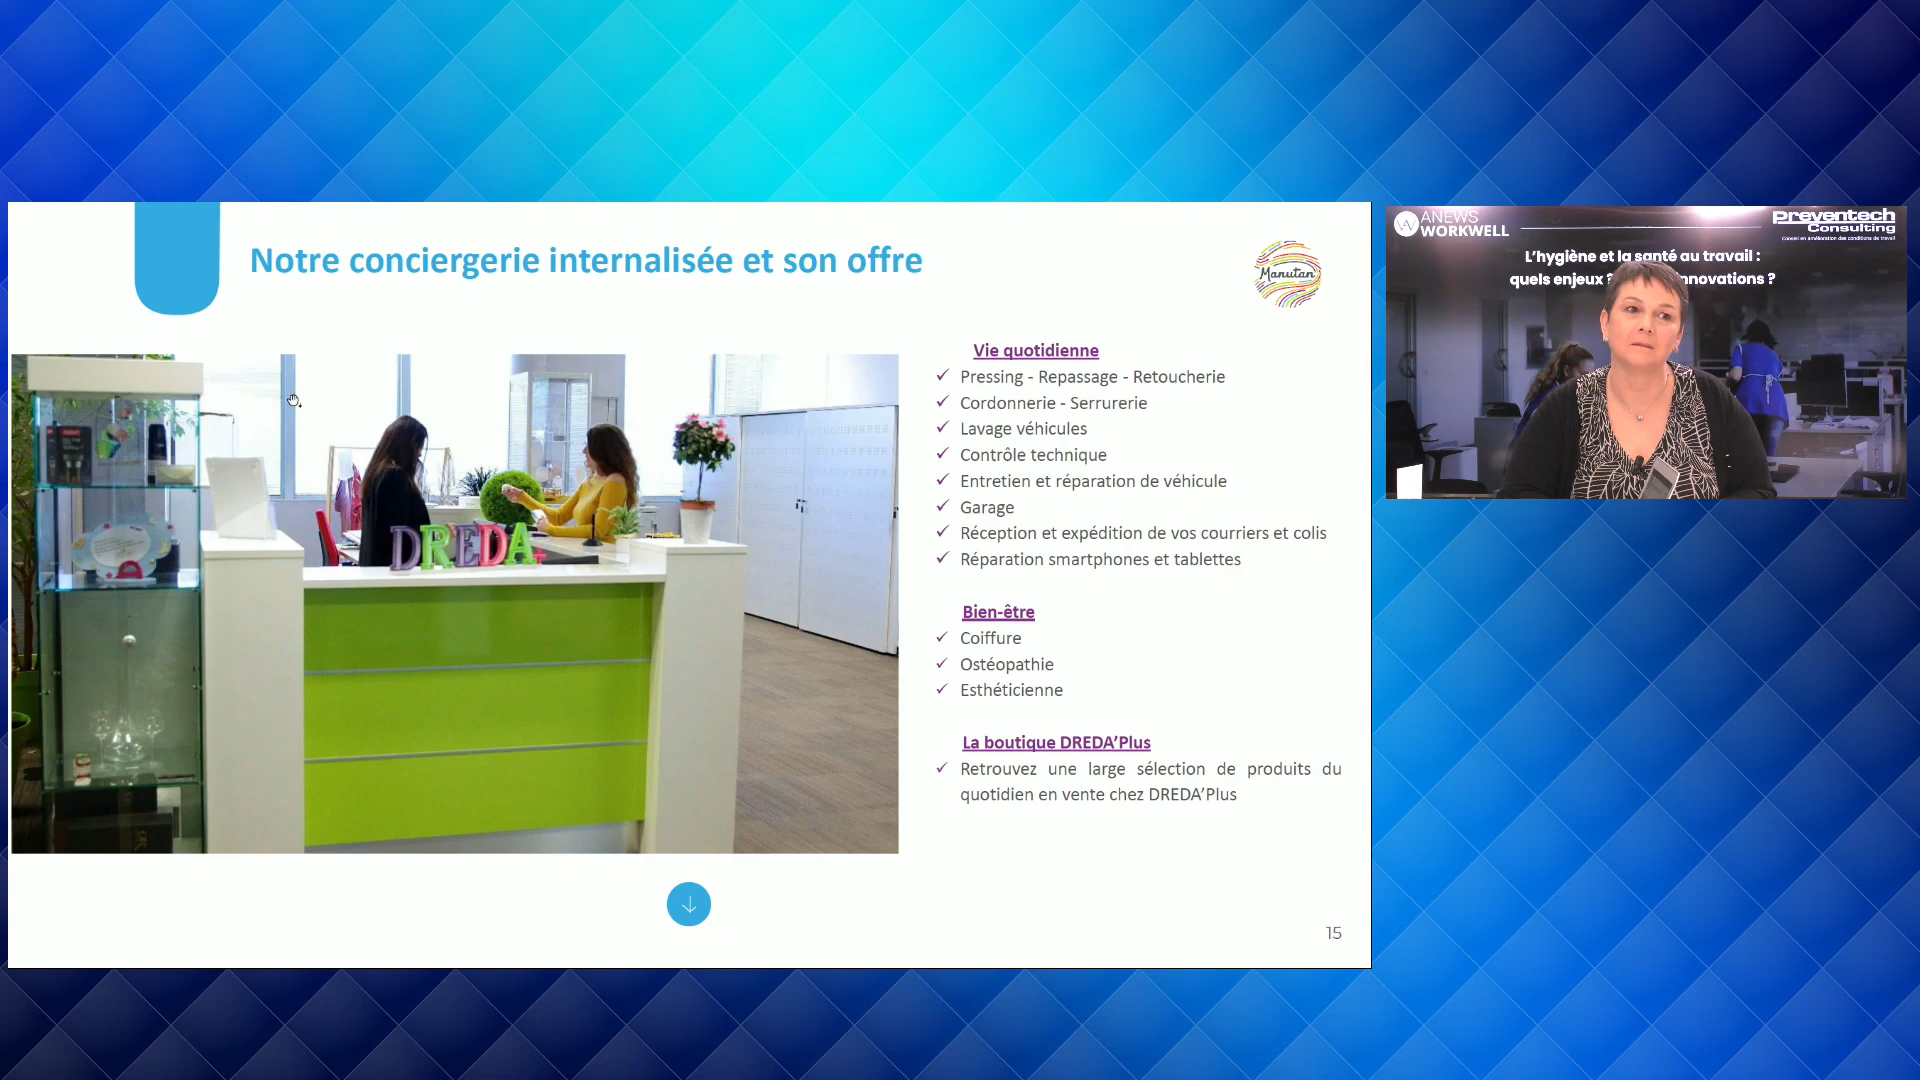 Notre conciergerie internalisée et son offre
Manutan
DREDA+
Vie quotidienne
Pressing - Repassage - Retoucherie
Cordonnerie - Serrurerie
Lavage véhicules
Contrôle technique
Entretien et réparation de véhicule
Garage
Réception et expédition de vos courriers et colis
Réparation smartphones et tablettes
Bien-être
Coiffure
Ostéopathie
Esthéticienne
La boutique DREDA'Plus
Retrouvez une large sélection de produits du
quotidien en vente chez DREDA'Plus
15
ANEWS
WORKWELL
preventech
Consulting
Conseil en amélioration des conditions de travail
L'hygiène et la santé au travail :
quels enjeux ? nnovations ?